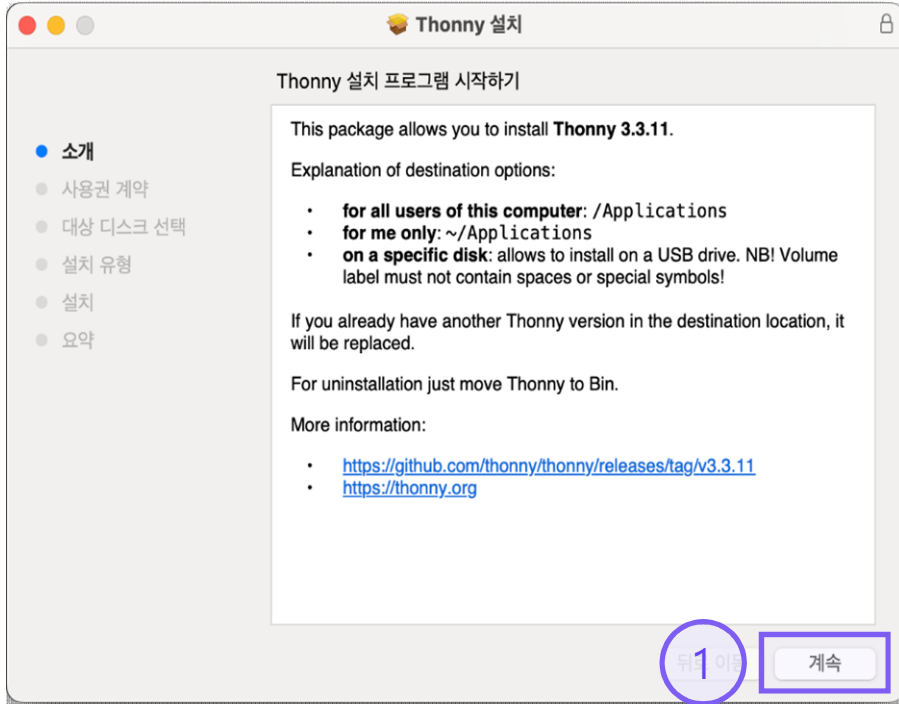 Thonny 설치
Thonny 설치 프로그램 시작하기
소개
사용권 계약
대상 디스크 선택
설치 유형
설치
요약
This package allows you to install Thonny 3.3.11.
Explanation of destination options:
• for all users of this computer: /Applications
• for me only: ~/Applications
• on a specific disk: allows to install on a USB drive. NB! Volume
label must not contain spaces or special symbols!
If you already have another Thonny version in the destination location, it
will be replaced.
For uninstallation just move Thonny to Bin.
More information:
• https://github.com/thonny/thonny/releases/tag/v3.3.11
• https://thonny.org
1
계속